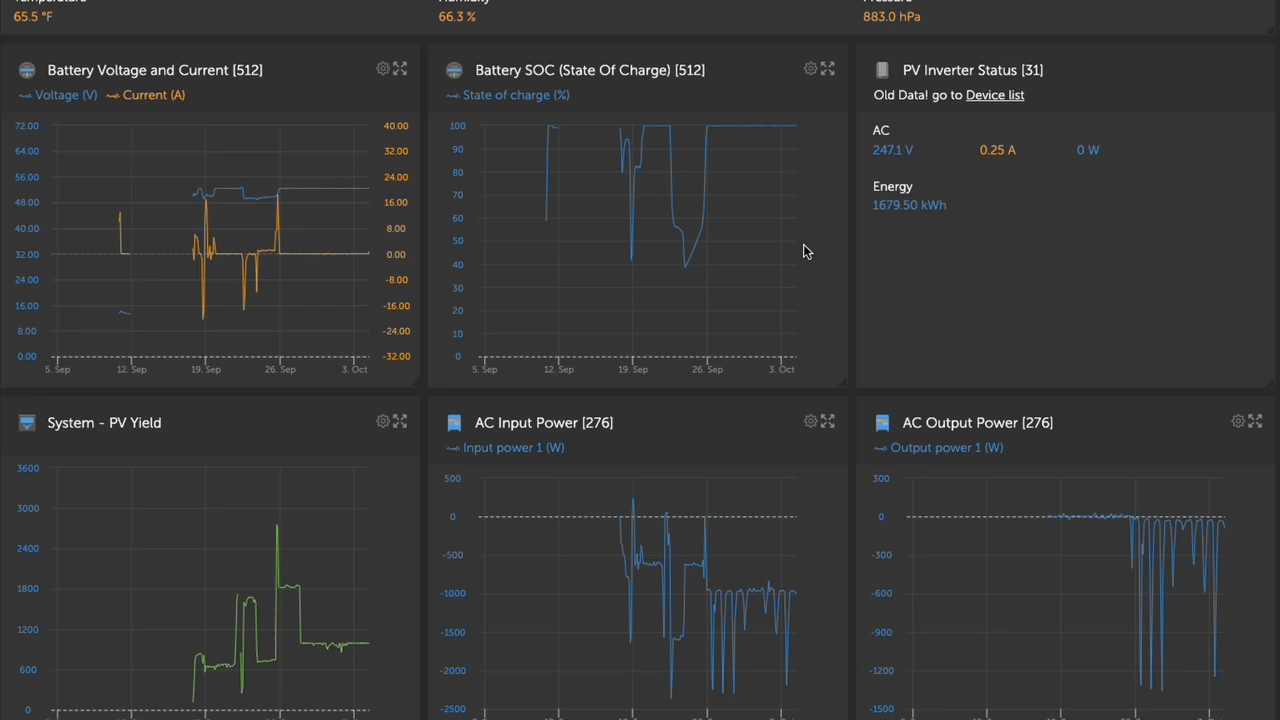 Temperature
65.5 °F
Humidity
66.3 %
Pressure
883.0 hPa
Battery Voltage and Current [512]
Voltage (V) Current (A)
72.00
64.00
56.00
48.00
40.00
32.00
24.00
16.00
8.00
0.00
40.00
32.00
24.00
16.00
8.00
0.00
-8.00
-16.00
-24.00
-32.00
5. Sep 12. Sep 19. Sep 26. Sep 3. Oct
Battery SOC (State Of Charge) [512]
State of charge (%)
100
90
80
70
60
50
40
30
20
10
0
5. Sep 12. Sep 19. Sep 26. Sep 3. Oct
PV Inverter Status [31]
Old Data! go to Device list
AC
247.1 V 0.25 A 0 W
Energy
1679.50 kWh
System - PV Yield
3600
3000
2400
1800
1200
600
0
AC Input Power [276]
Input power 1 (W)
500
0
-500
-1000
-1500
-2000
-2500
AC Output Power [276]
Output power 1 (W)
300
0
-300
-600
-900
-1200
-1500